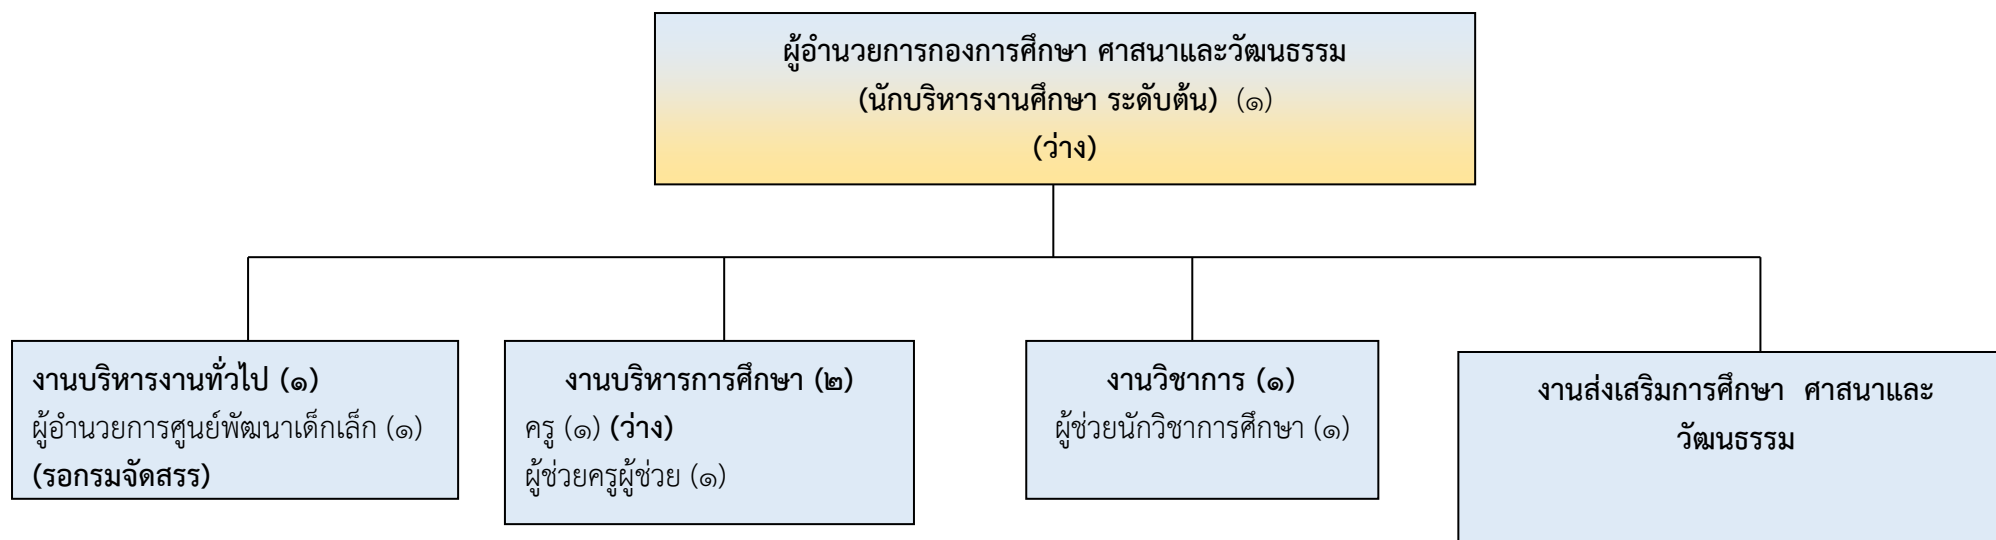 ผู้อำนวยการกองการศึกษา ศาสนาและวัฒนธรรม
(นักบริหารงานศึกษา ระดับต้น) (๑)
(ว่าง)
งานบริหารงานทั่วไป (๑)
ผู้อำนวยการศูนย์พัฒนาเด็กเล็ก (๑)
(รอกรมจัดสรร)
งานบริหารการศึกษา (๒)
ครู (๑) (ว่าง)
ผู้ช่วยครูผู้ช่วย (๑)
งานวิชาการ (๑)
ผู้ช่วยนักวิชาการศึกษา (๑)
งานส่งเสริมการศึกษา ศาสนาและ
วัฒนธรรม